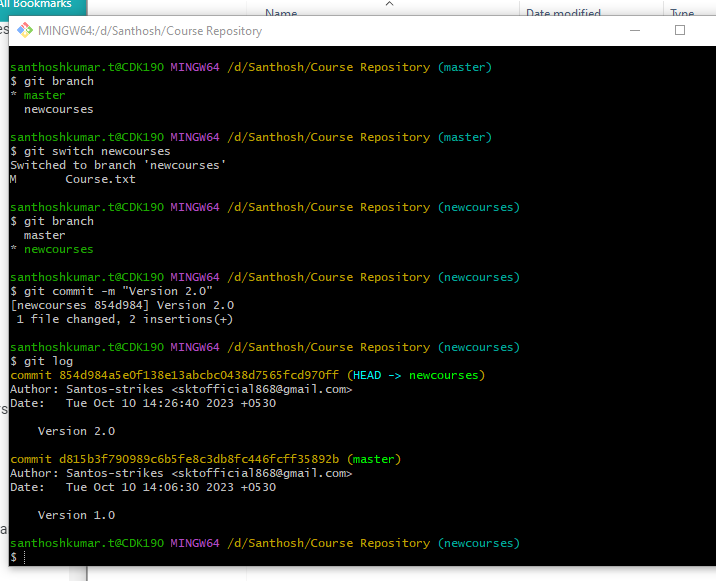 All Bookmarks
Name
Date modified
Type
MINGW64:/d/Santhosh/Course Repository
santhoshkumar.t@CDK190 MINGW64 /d/Santhosh/Course Repository (master)
$ git branch
* master
  newcourses
santhoshkumar.t@CDK190 MINGW64 /d/Santhosh/Course Repository (master)
$ git switch newcourses
Switched to branch 'newcourses'
M       Course.txt
santhoshkumar.t@CDK190 MINGW64 /d/Santhosh/Course Repository (newcourses)
$ git branch
  master
* newcourses
santhoshkumar.t@CDK190 MINGW64 /d/Santhosh/Course Repository (newcourses)
$ git commit -m "Version 2.0"
[newcourses 854d984] Version 2.0
 1 file changed, 2 insertions(+)
santhoshkumar.t@CDK190 MINGW64 /d/Santhosh/Course Repository (newcourses)
$ git log
commit 854d984a5e0f138e13abcbc0438d7565fcd970ff (HEAD -> newcourses)
Author: Santos-strikes <sktofficial868@gmail.com>
Date:   Tue Oct 10 14:26:40 2023 +0530
    Version 2.0
commit d815b3f790989c6b5fe8c3db8fc446fcff35892b (master)
Author: Santos-strikes <sktofficial868@gmail.com>
Date:   Tue Oct 10 14:06:30 2023 +0530
    Version 1.0
santhoshkumar.t@CDK190 MINGW64 /d/Santhosh/Course Repository (newcourses)
$